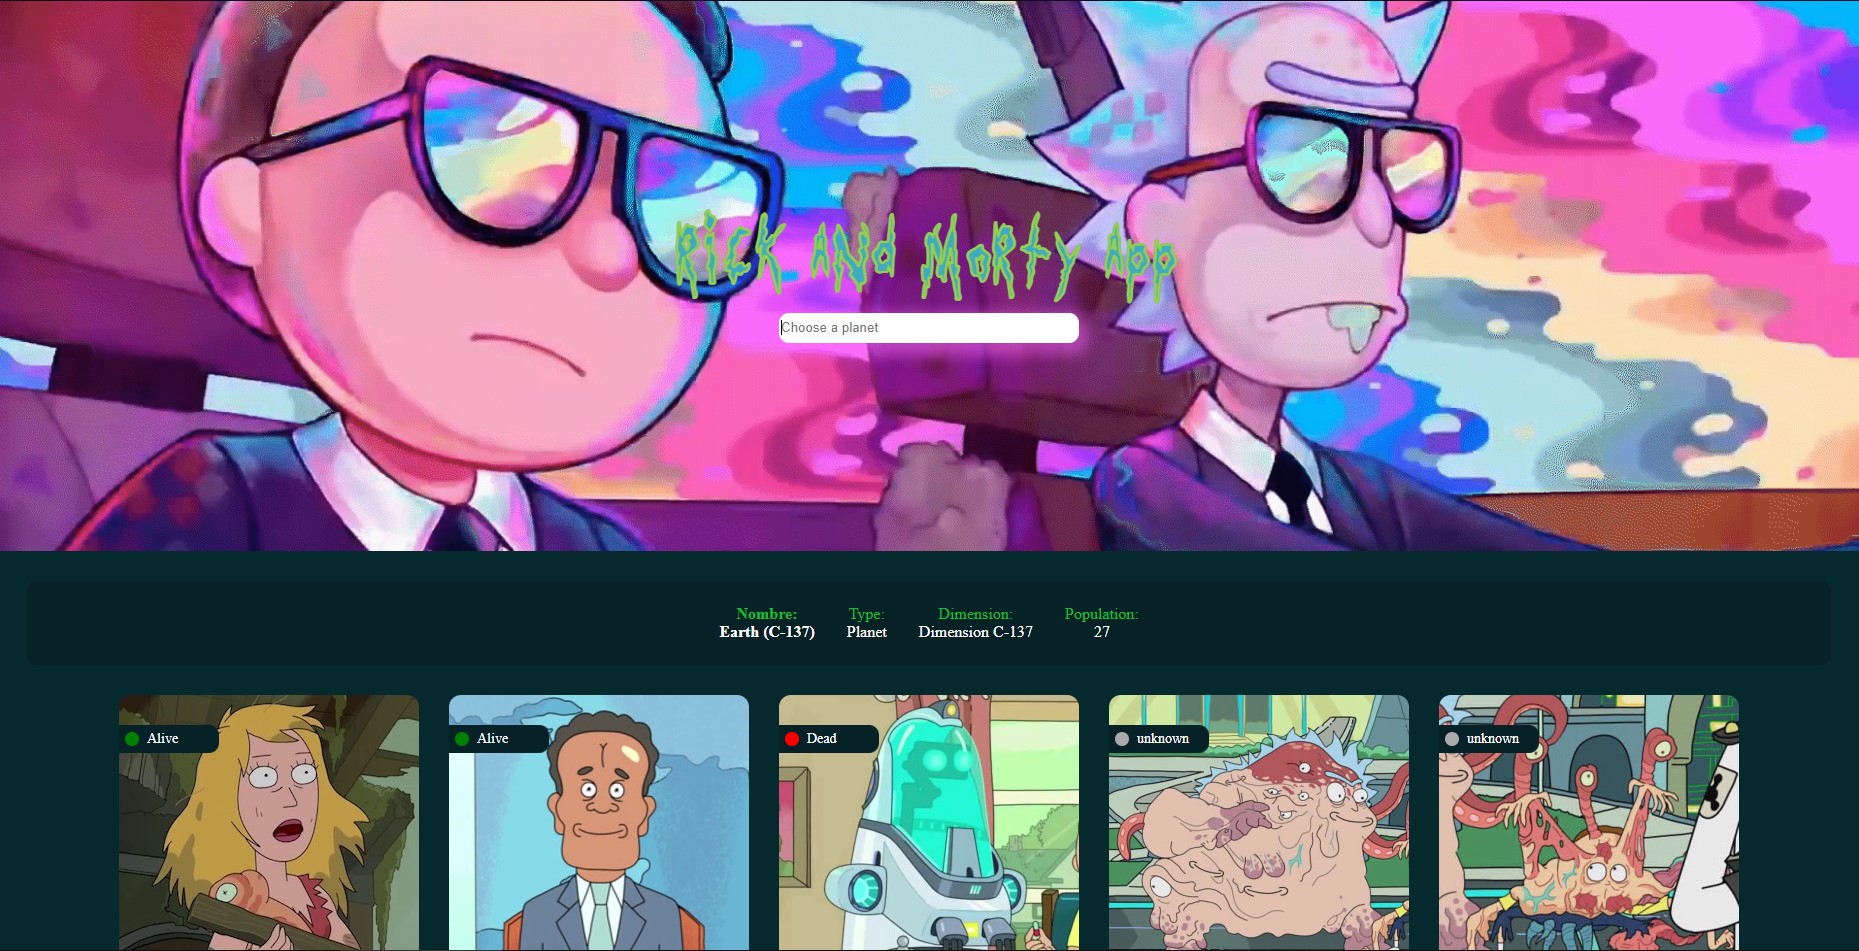 Rick and Morty App
Choose a planet
Nombre: Type: Dimension: Population:
Earth (C-137) Planet Dimension C-137 27
Alive Alive Dead unknown unknown